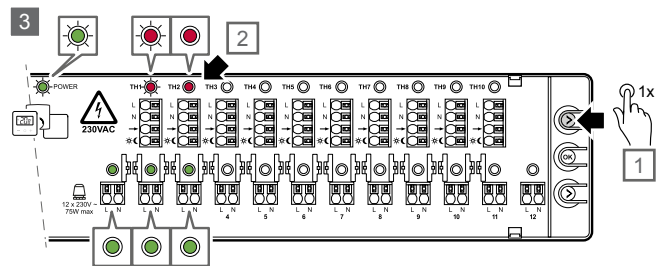 3
2
POWER
TH1 TH2 TH3 TH4 TH5 TH6 TH7 TH8 TH9 TH10
1x
L L L L L L L L L L
N N N N N N N N N N
230VAC
OK
1
12 x 230V ~
75W max
L N L N L N L N L N L N L N L N L N L N L N L N
4 5 6 7 8 9 10 11 12